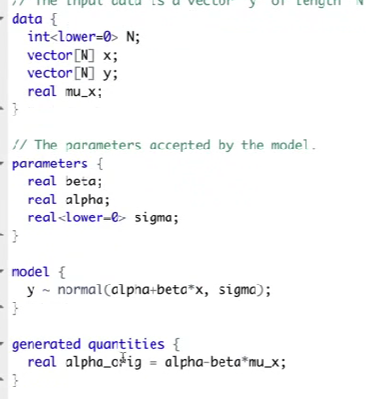 // The input data is a vector 'y' of length 'N'
data {
int<lower=0> N;
vector[N] x;
vector[N] y;
real mu_x;
}
// The parameters accepted by the model.
parameters {
real beta;
real alpha;
real<lower=0> sigma;
}
model {
y ~ normal(alpha+beta*x, sigma);
}
generated quantities {
real alpha_orig = alpha-beta*mu_x;
}